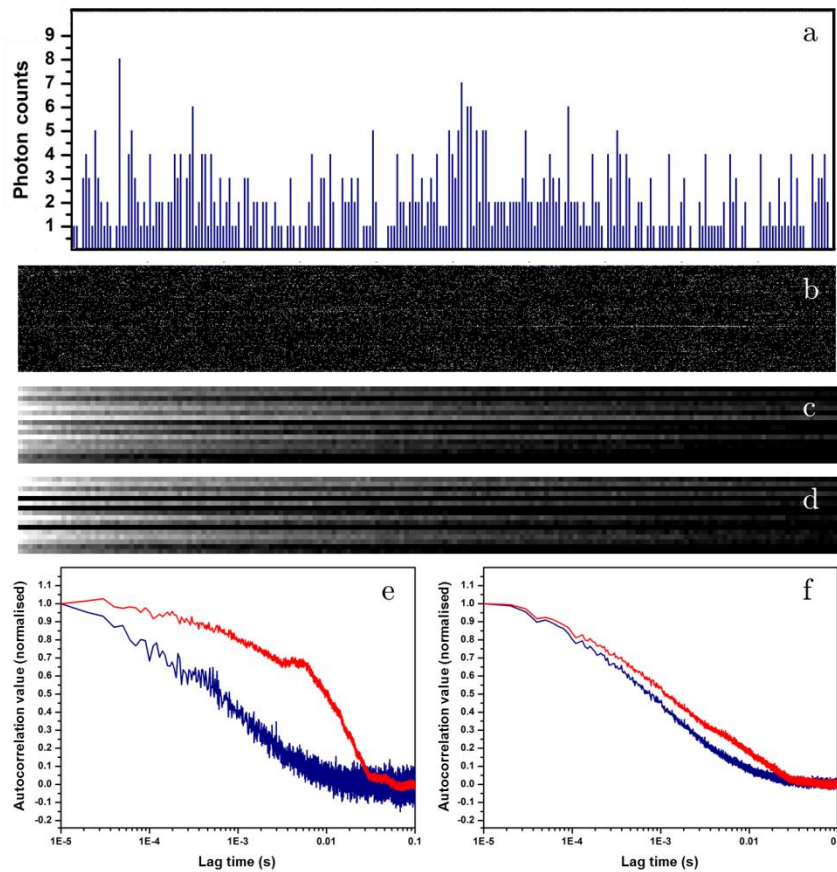 a
Photon counts
9
8
7
6
5
4
3
2
1
b
c
d
e
Autocorrelation value (normalised)
1.1
1.0
0.9
0.8
0.7
0.6
0.5
0.4
0.3
0.2
0.1
0.0
-0.1
-0.2
1E-5 1E-4 1E-3 0.01 0.1
Lag time (s)
f
Autocorrelation value (normalised)
1.1
1.0
0.9
0.8
0.7
0.6
0.5
0.4
0.3
0.2
0.1
0.0
-0.1
-0.2
1E-5 1E-4 1E-3 0.01 0.
Lag time (s)